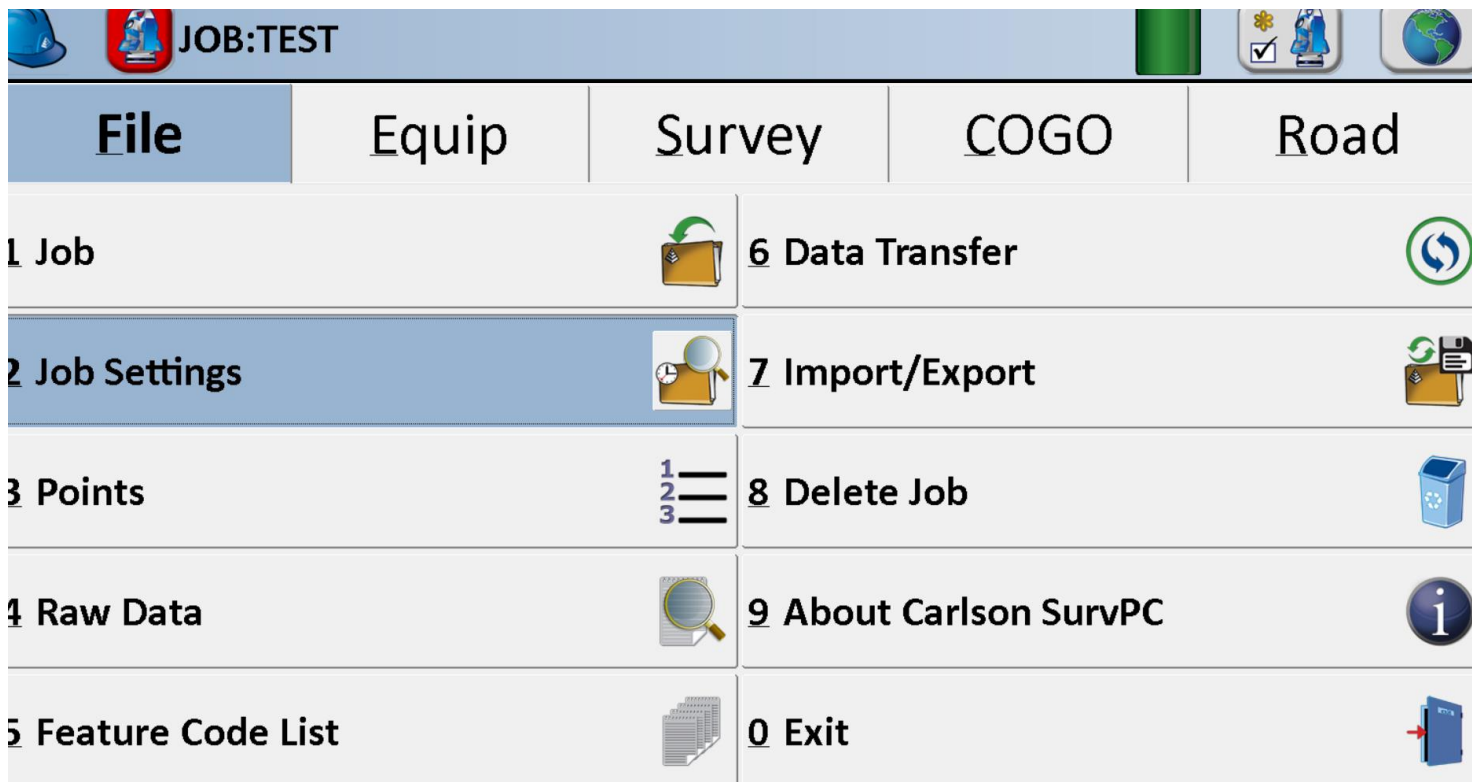 JOB:TEST
File Equip Survey COGO Road
1 Job
2 Job Settings
3 Points
4 Raw Data
5 Feature Code List
6 Data Transfer
7 Import/Export
8 Delete Job
9 About Carlson SurvPC
0 Exit